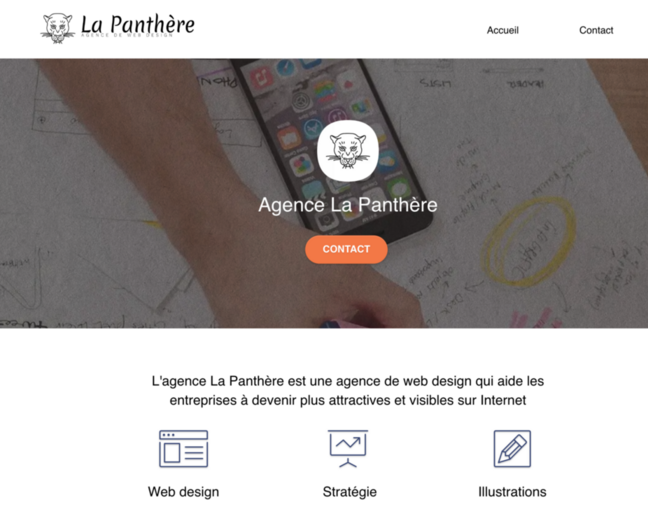 La Panthère
AGENCE DE WEB DESIGN
Accueil
Contact
Agence La Panthère
CONTACT
L'agence La Panthère est une agence de web design qui aide les
entreprises à devenir plus attractives et visibles sur Internet
Web design
Stratégie
Illustrations